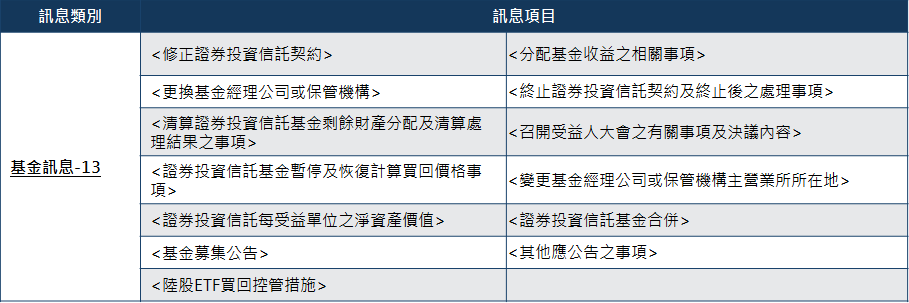 訊息類別 訊息項目
<修正證券投資信託契約> <分配基金收益之相關事項>
<更換基金經理公司或保管機構> <終止證券投資信託契約及終止後之處理事項>
<清算證券投資信託基金剩餘財產分配及清算處
理結果之事項> <召開受益人大會之有關事項及決議內容>
基金訊息-13
<證券投資信託基金暫停及恢復計算買回價格事
項> <變更基金經理公司或保管機構主營業所所在地>
<證券投資信託每受益單位之淨資產價值> <證券投資信託基金合併>
<基金募集公告> <其他應公告之事項>
<陸股ETF買回控管措施>